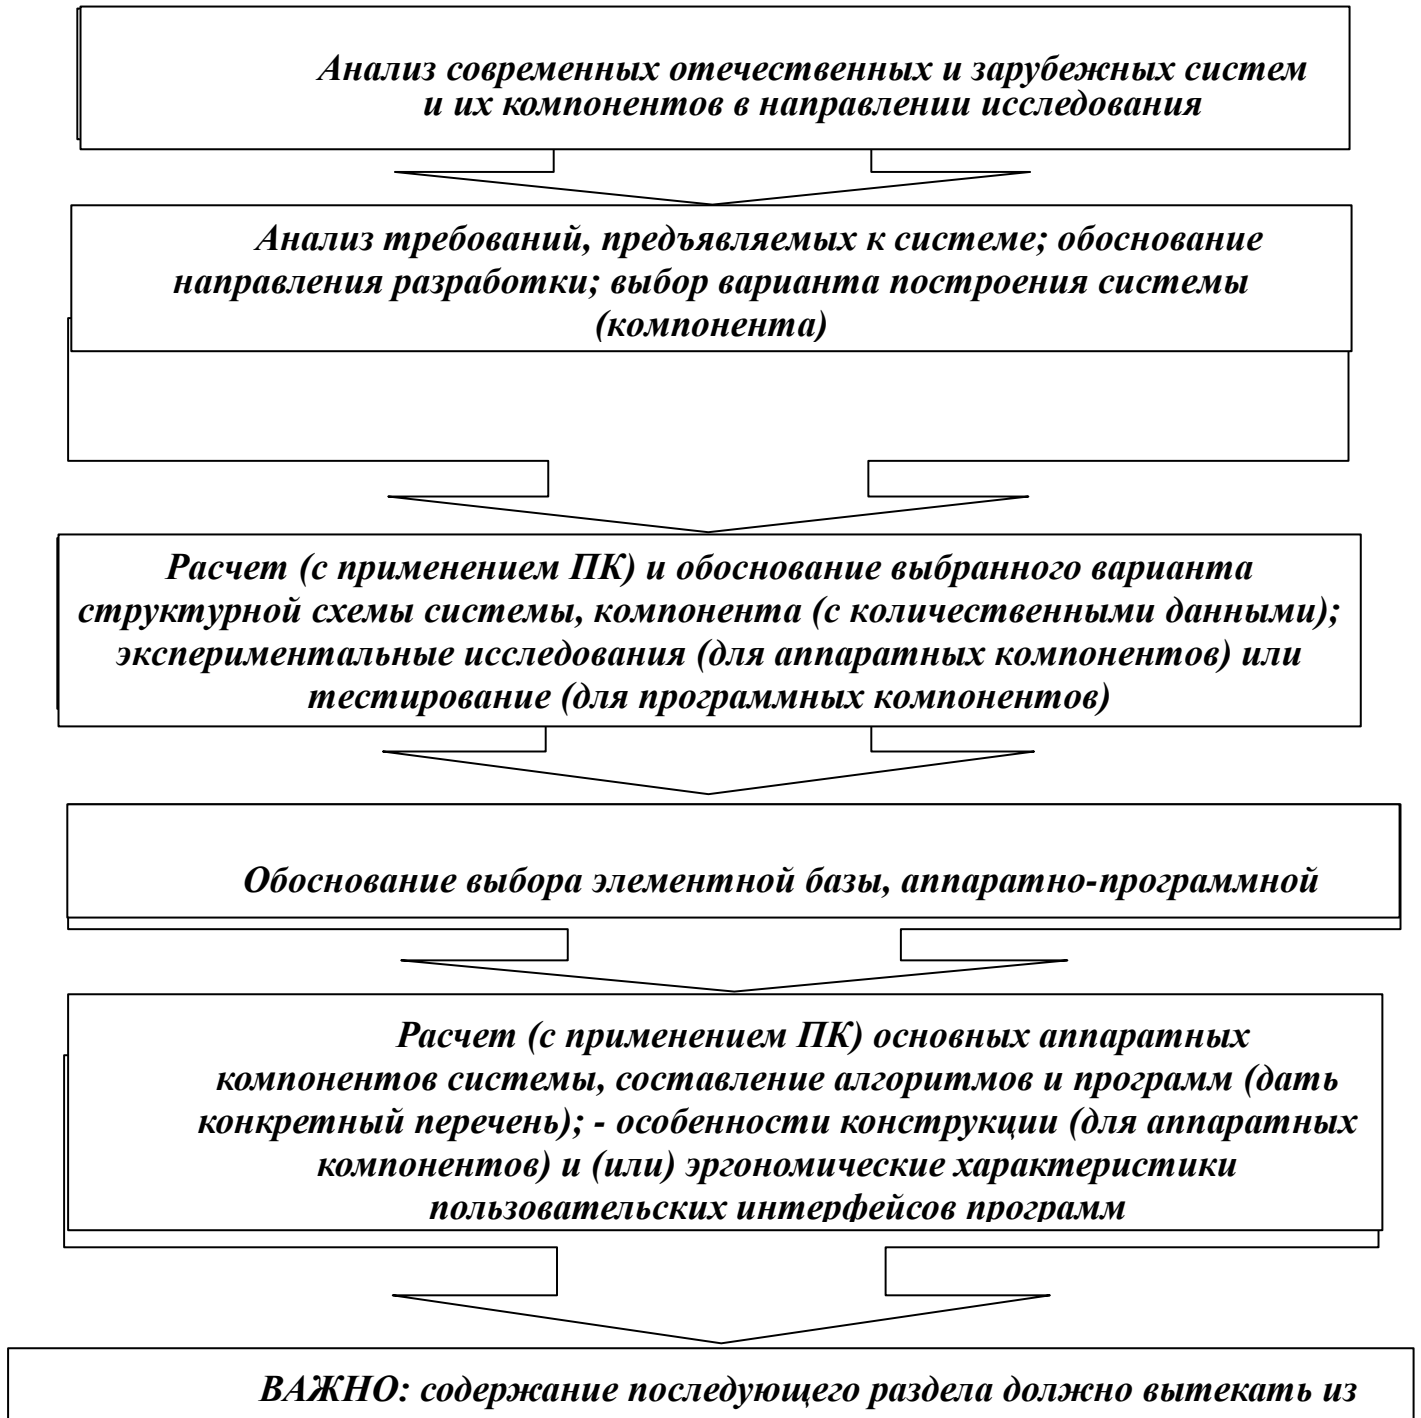 Анализ современных отечественных и зарубежных систем
и их компонентов в направлении исследования
Анализ требований, предъявляемых к системе; обоснование
направления разработки; выбор варианта построения системы
(компонента)
Расчет (с применением ПК) и обоснование выбранного варианта
структурной схемы системы, компонента (с количественными данными);
экспериментальные исследования (для аппаратных компонентов) или
тестирование (для программных компонентов)
Обоснование выбора элементной базы, аппаратно-программной
Расчет (с применением ПК) основных аппаратных
компонентов системы, составление алгоритмов и программ (дать
конкретный перечень); - особенности конструкции (для аппаратных
компонентов) и (или) эргономические характеристики
пользовательских интерфейсов программ
ВАЖНО: содержание последующего раздела должно вытекать из